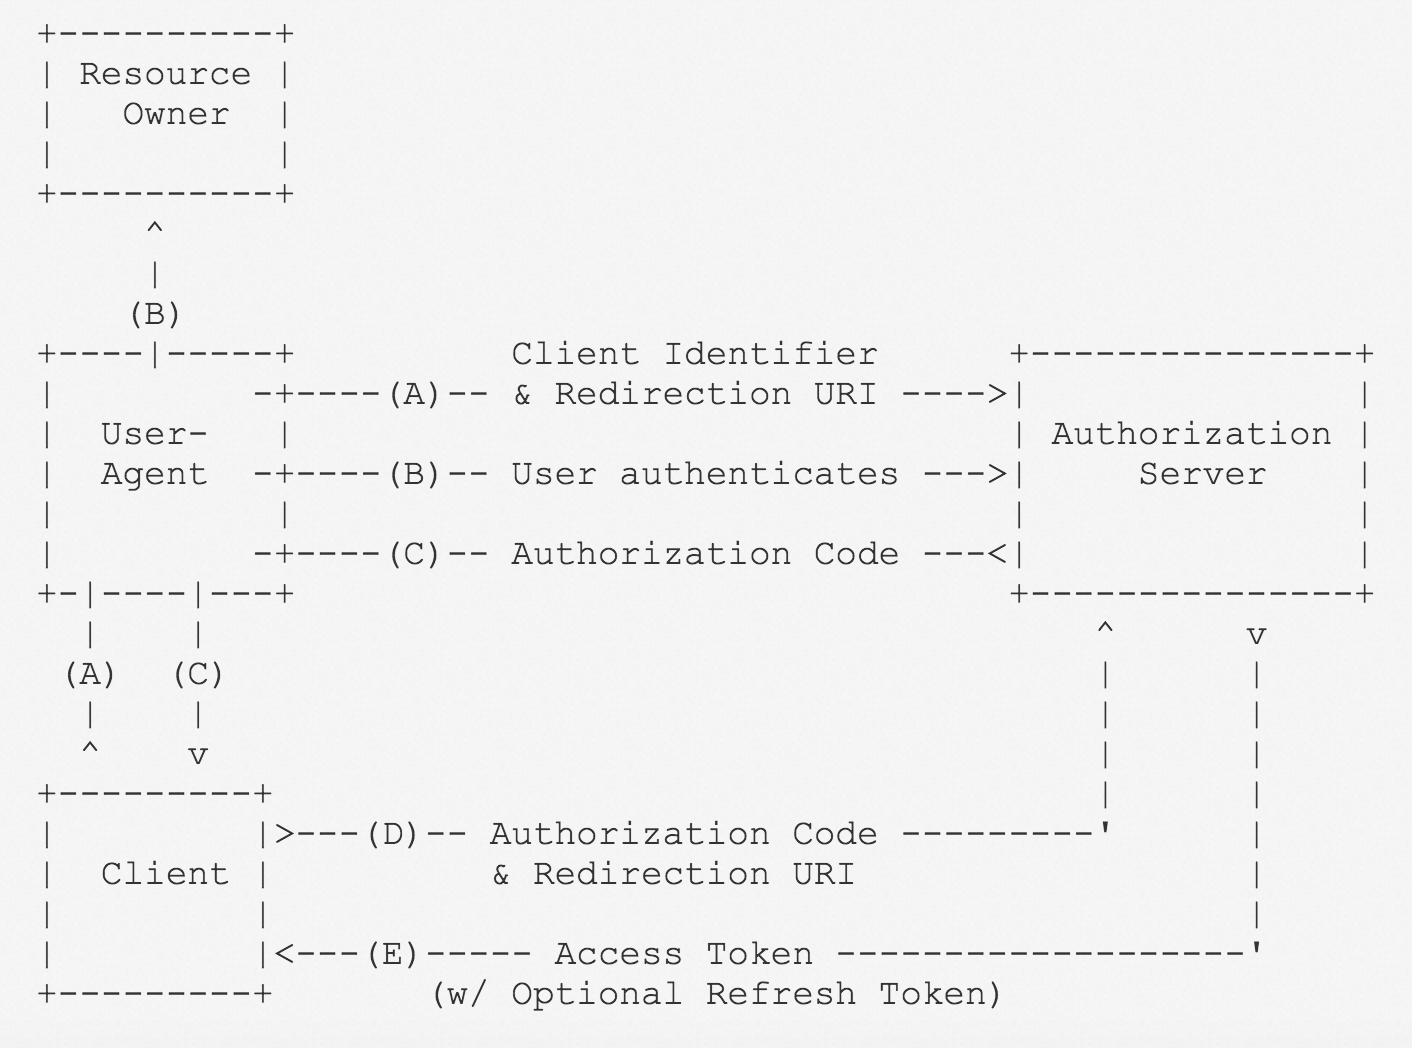 +----------+
| Resource |
|   Owner  |
|          |
+----------+
     ^
     |
    (B)
+----|-----+          Client Identifier      +---------------+
|         -+----(A)-- & Redirection URI ---->|               |
|  User-   |                                 | Authorization |
|  Agent  -+----(B)-- User authenticates --->|     Server    |
|          |                                 |               |
|         -+----(C)-- Authorization Code ---<|               |
+-|----|---+                                 +---------------+
  |    |                                         ^      v
 (A)  (C)                                        |      |
  |    |                                         |      |
  ^    v                                         |      |
+---------+                                      |      |
|         |>---(D)-- Authorization Code ---------'      |
|  Client |          & Redirection URI                  |
|         |                                             |
|         |<---(E)----- Access Token -------------------'
+---------+       (w/ Optional Refresh Token)